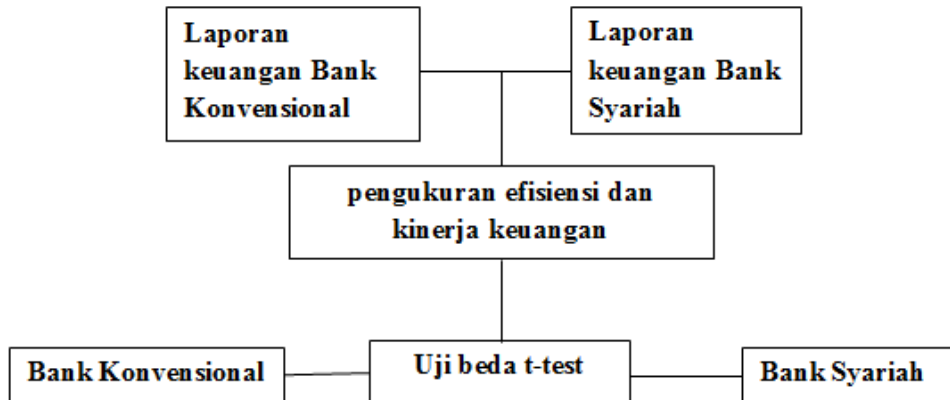 Laporan
keuangan Bank
Konvensional
Laporan
keuangan Bank
Syariah
pengukuran efisiensi dan
kinerja keuangan
Bank Konvensional
Uji beda t-test
Bank Syariah